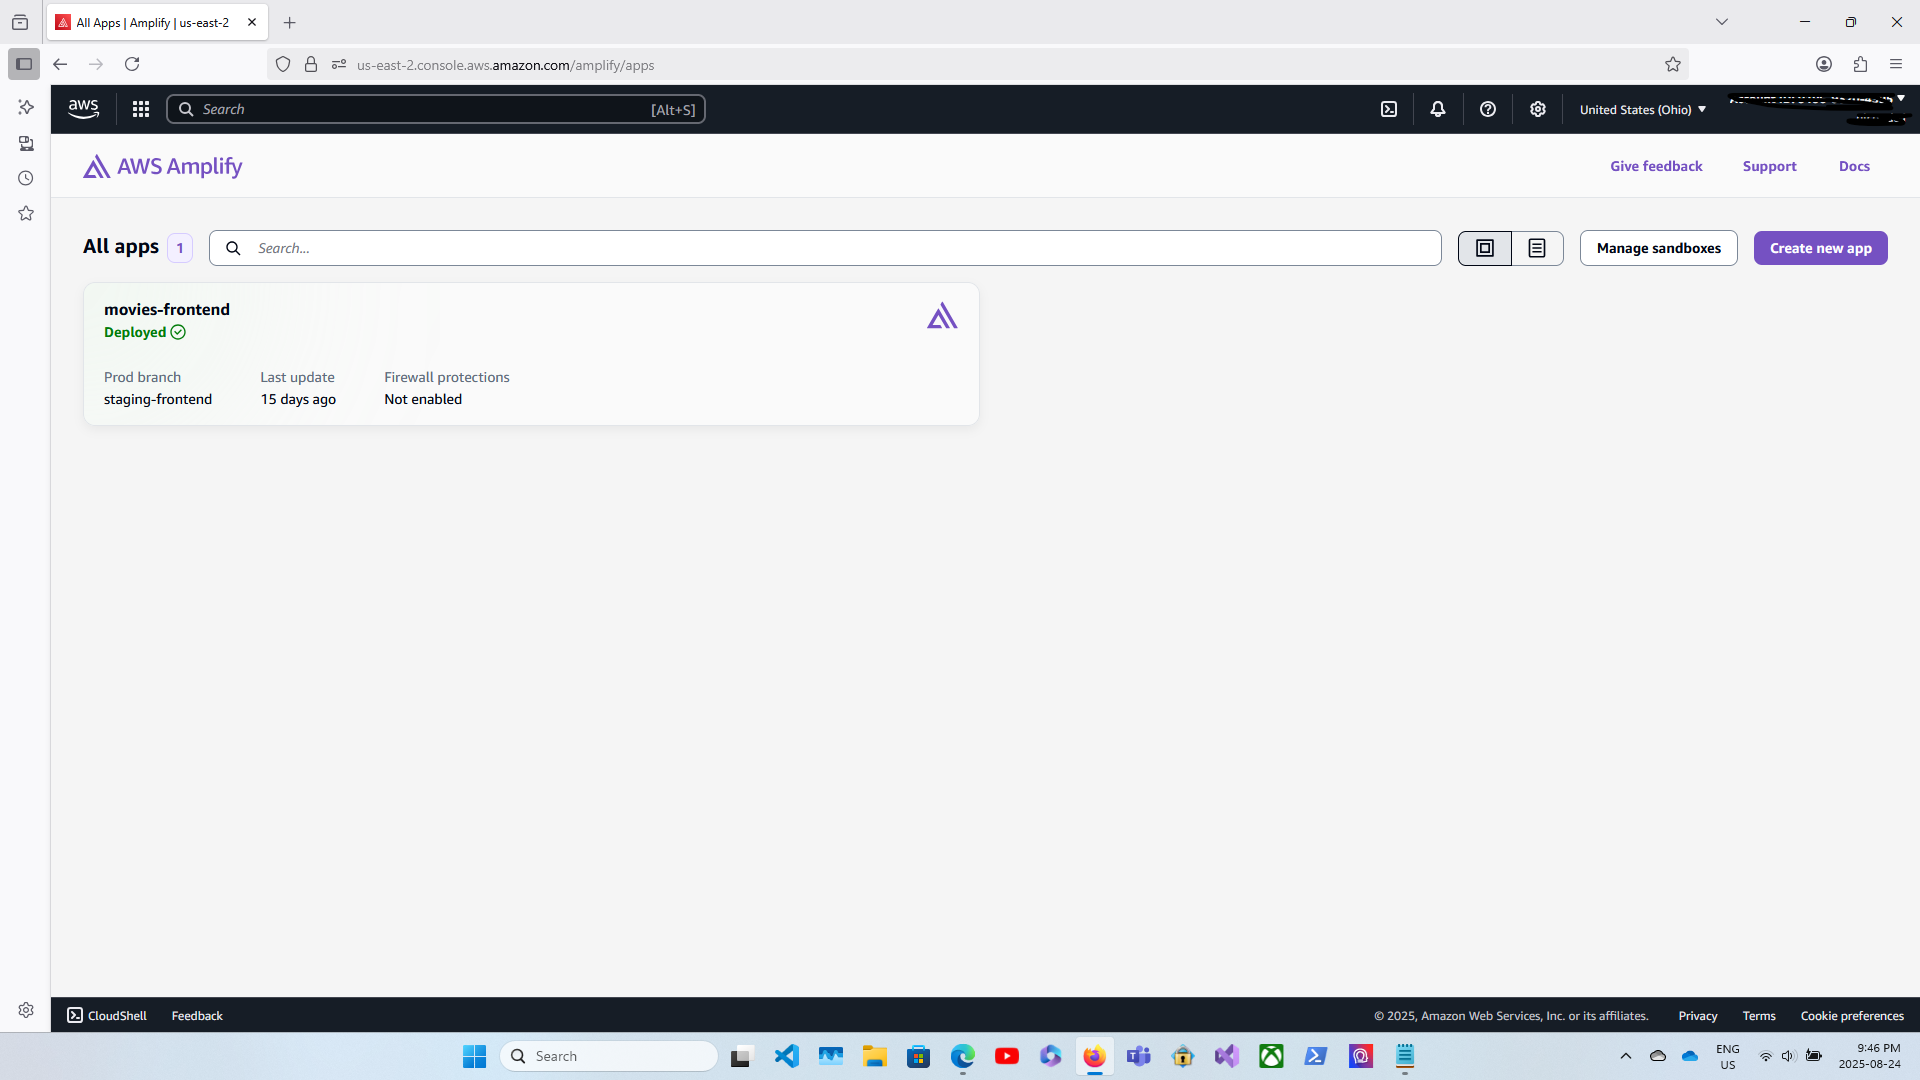 All Apps | Amplify | us-east-2
us-east-2.console.aws.amazon.com/amplify/apps
aws
Search
[Alt+S]
United States (Ohio)
AWS Amplify
Give feedback
Support
Docs
All apps
1
Search...
Manage sandboxes
Create new app
movies-frontend
Deployed
Prod branch
Last update
Firewall protections
staging-frontend
15 days ago
Not enabled
CloudShell
Feedback
© 2025, Amazon Web Services, Inc. or its affiliates.
Privacy
Terms
Cookie preferences
Search
ENG
US
9:46 PM
2025-08-24